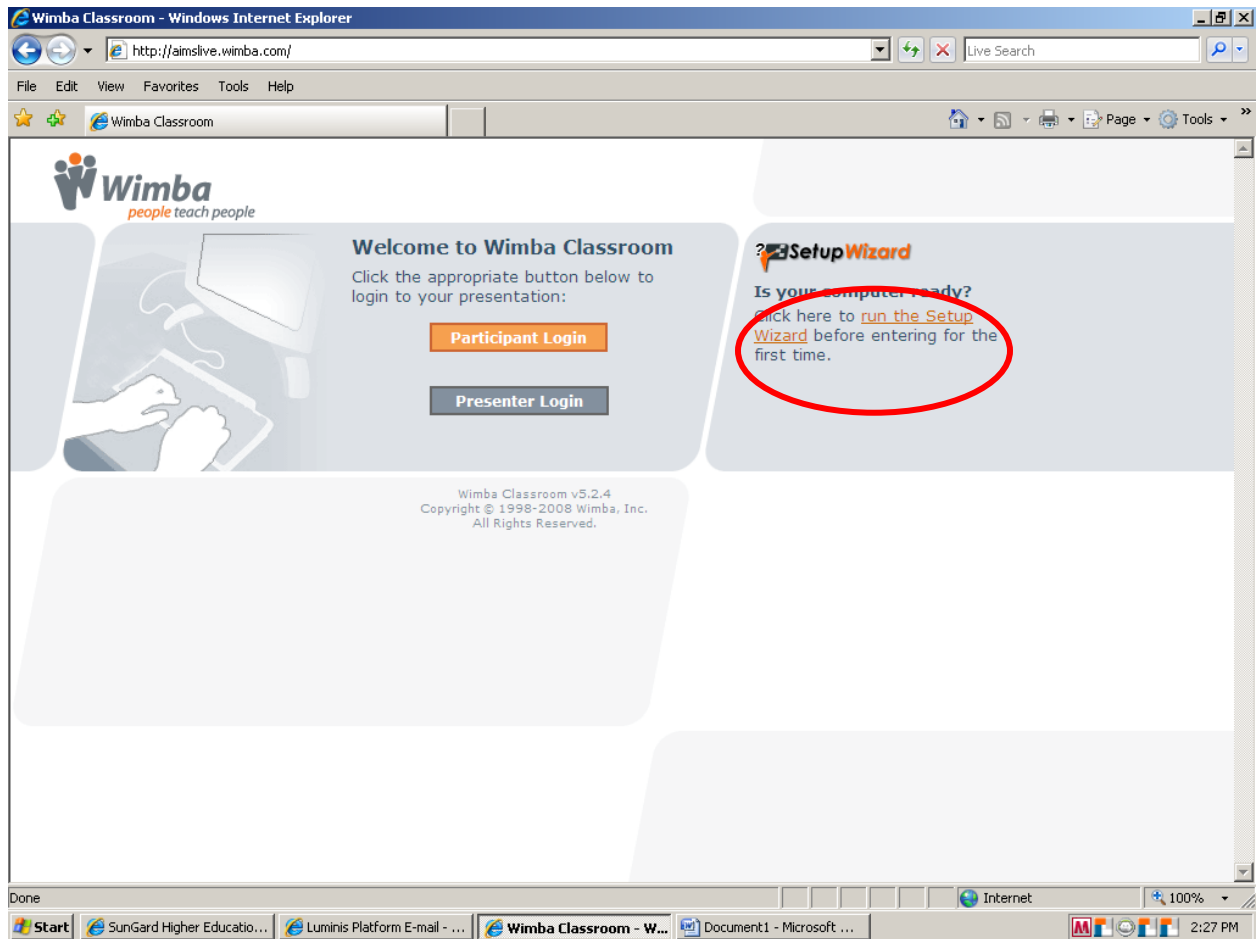 Wimba Classroom - Windows Internet Explorer
http://aimslive.wimba.com/
Live Search
File Edit View Favorites Tools Help
Wimba Classroom
Page Tools »
Wimba
people teach people
Welcome to Wimba Classroom
Click the appropriate button below to
login to your presentation:
Participant Login
Presenter Login
?SetupWizard
Is your computer ready?
Click here to run the Setup
Wizard before entering for the
first time.
Wimba Classroom v5.2.4
Copyright © 1998-2008 Wimba, Inc.
All Rights Reserved.
Done
Internet
100%
Start
SunGard Higher Educatio...
Luminis Platform E-mail - ...
Wimba Classroom - W...
Document1 - Microsoft ...
M
2:27 PM